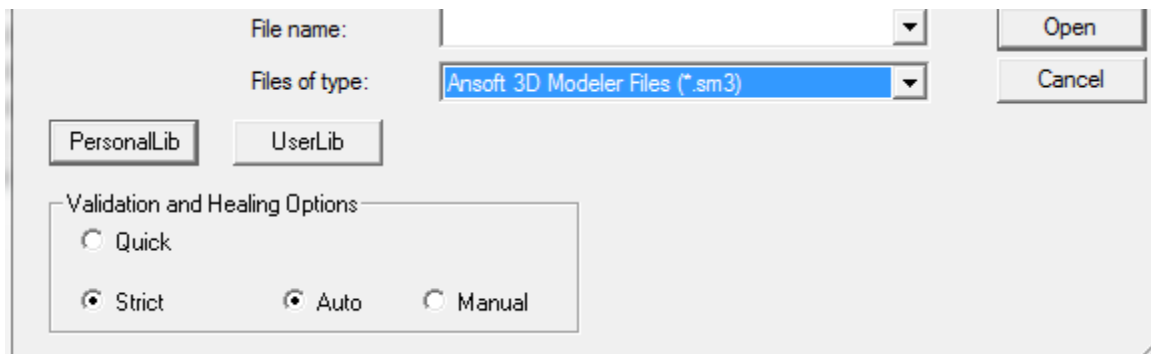 File name:
Open
Files of type: Ansoft 3D Modeler Files (*.sm3) Cancel
PersonalLib UserLib
Validation and Healing Options
Quick
Strict Auto Manual